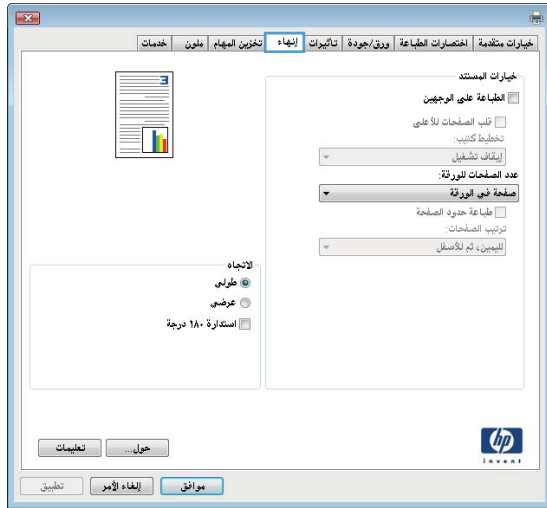 خيارات متقدمة اختصارات الطباعة ورق/جودة تأثيرات إنهاء تخزين المهام ملون خدمات
خيارات المستند
الطباعة على الوجهين
قلب الصفحات للأعلى
تخطيط كتيب:
إيقاف تشغيل
عدد الصفحات للورقة:
صفحة في الورقة
طباعة حدود الصفحة
ترتيب الصفحات:
لليمين، ثم للأسفل
الاتجاه
طولي
عرضي
استدارة ١٨٠ درجة
hp
invent
حول... تعليمات
موافق إلغاء الأمر تطبيق